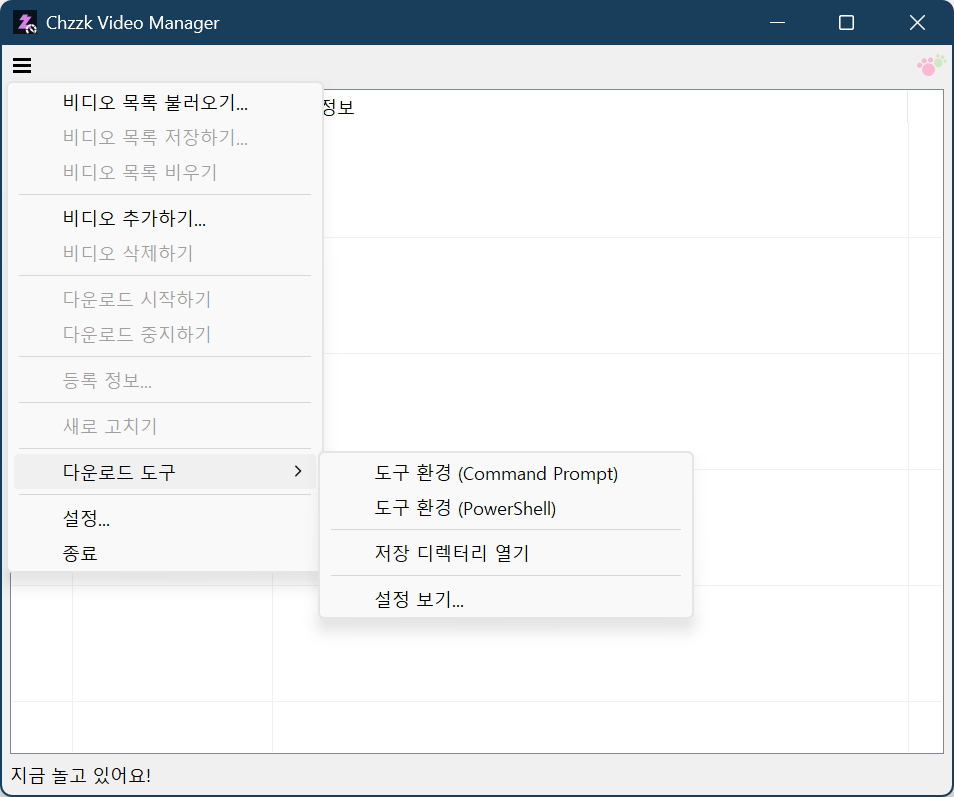 Chzzk Video Manager
정보
비디오 목록 불러오기...
비디오 목록 저장하기...
비디오 목록 비우기
비디오 추가하기...
비디오 삭제하기
다운로드 시작하기
다운로드 중지하기
등록 정보...
새로 고치기
다운로드 도구
도구 환경 (Command Prompt)
도구 환경 (PowerShell)
저장 디렉터리 열기
설정 보기...
설정...
종료
지금 놀고 있어요!